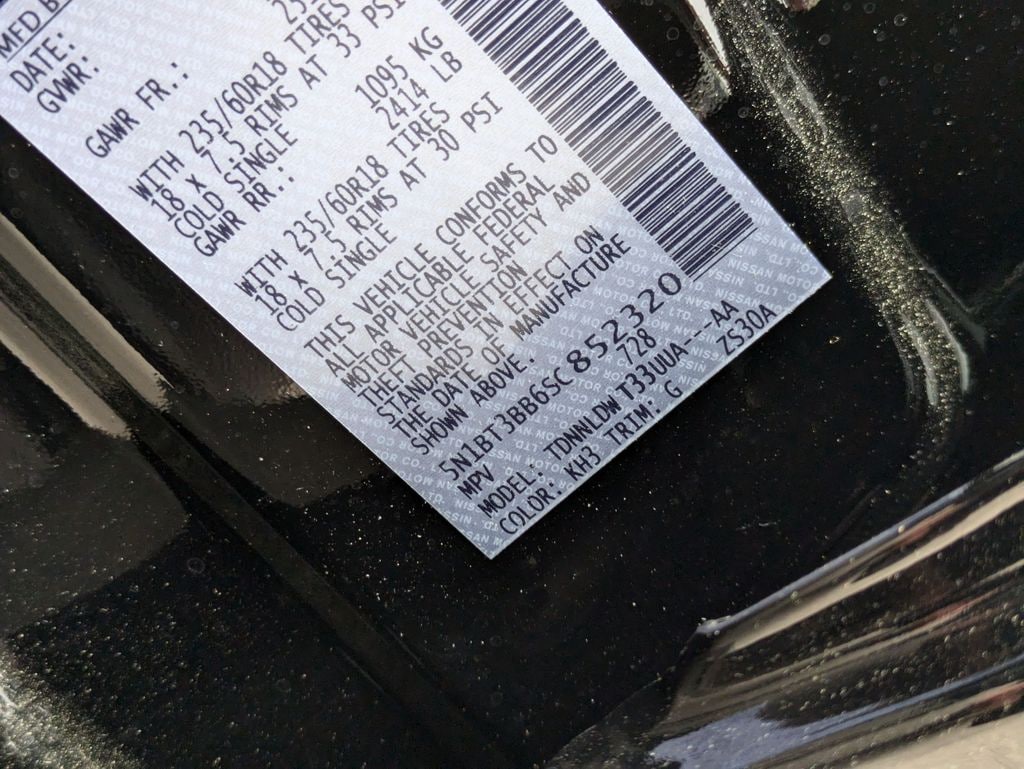 MFD B
DATE:
GVWR:
GAWR FR.:
WITH 235/60R18 TIRES
18 X 7.5 RIMS AT 33 PSI
COLD SINGLE
GAWR RR.: 1095 KG
2414 LB
WITH 235/60R18 TIRES
18 X 7.5 RIMS AT 30 PSI
COLD SINGLE
THIS VEHICLE CONFORMS TO
ALL APPLICABLE FEDERAL
MOTOR VEHICLE SAFETY AND
THEFT PREVENTION
STANDARDS IN EFFECT ON
THE DATE OF MANUFACTURE
SHOWN ABOVE.
5N1BT3BB6SC852320
MPV 728
MODEL: TDNNLDWT33UUA---AA
COLOR: KH3 TRIM: G ZS30A